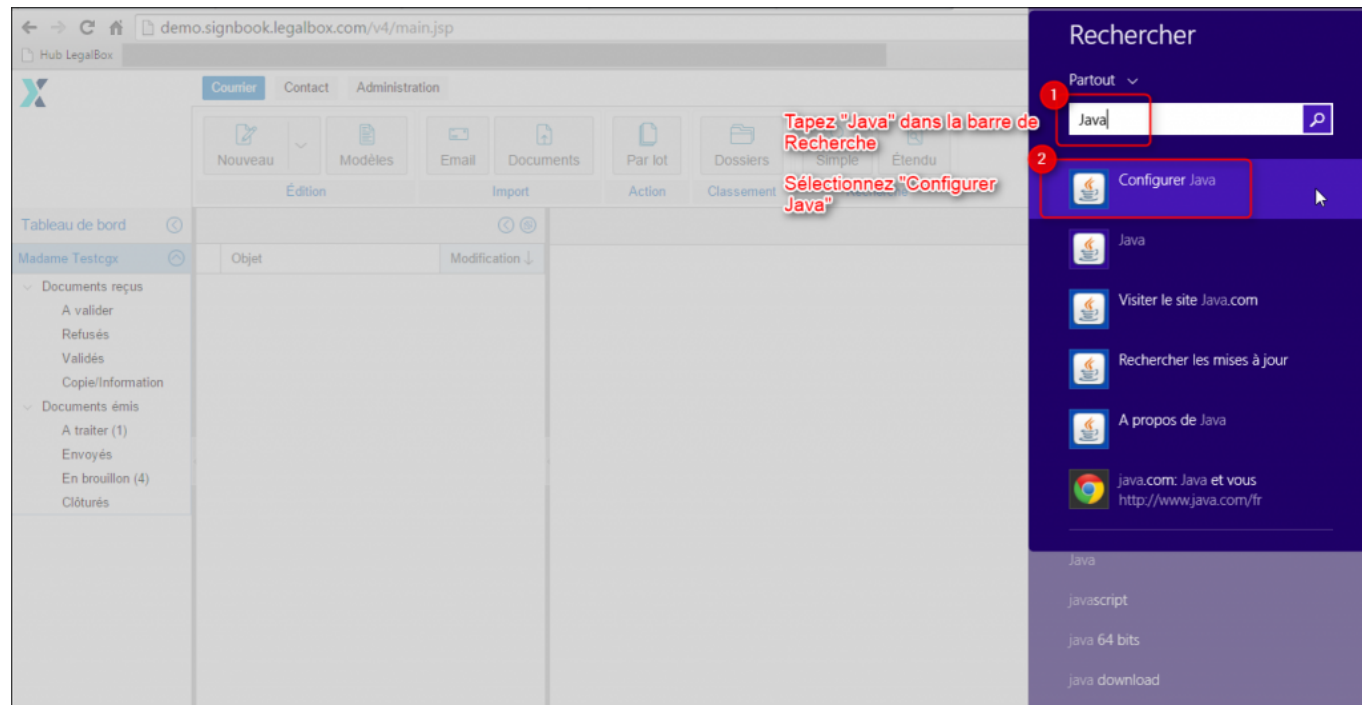 demo.signbook.legalbox.com/v4/main.jsp
Hub LegalBox
Courrier Contact Administration
Nouveau Modèles Email Documents Par lot Dossiers Simple Étendu
Édition Import Action Classement
Tapez "Java" dans la barre de
Recherche
Sélectionnez "Configurer
Java"
Tableau de bord
Madame Testcgx
Objet Modification ↓
Documents reçus
A valider
Refusés
Validés
Copie/Information
Documents émis
A traiter (1)
Envoyés
En brouillon (4)
Clôturés
Rechercher
Partout
1
Java
2
Configurer Java
Java
Visiter le site Java.com
Rechercher les mises à jour
A propos de Java
java.com: Java et vous
http://www.java.com/fr
Java
javascript
java 64 bits
java download